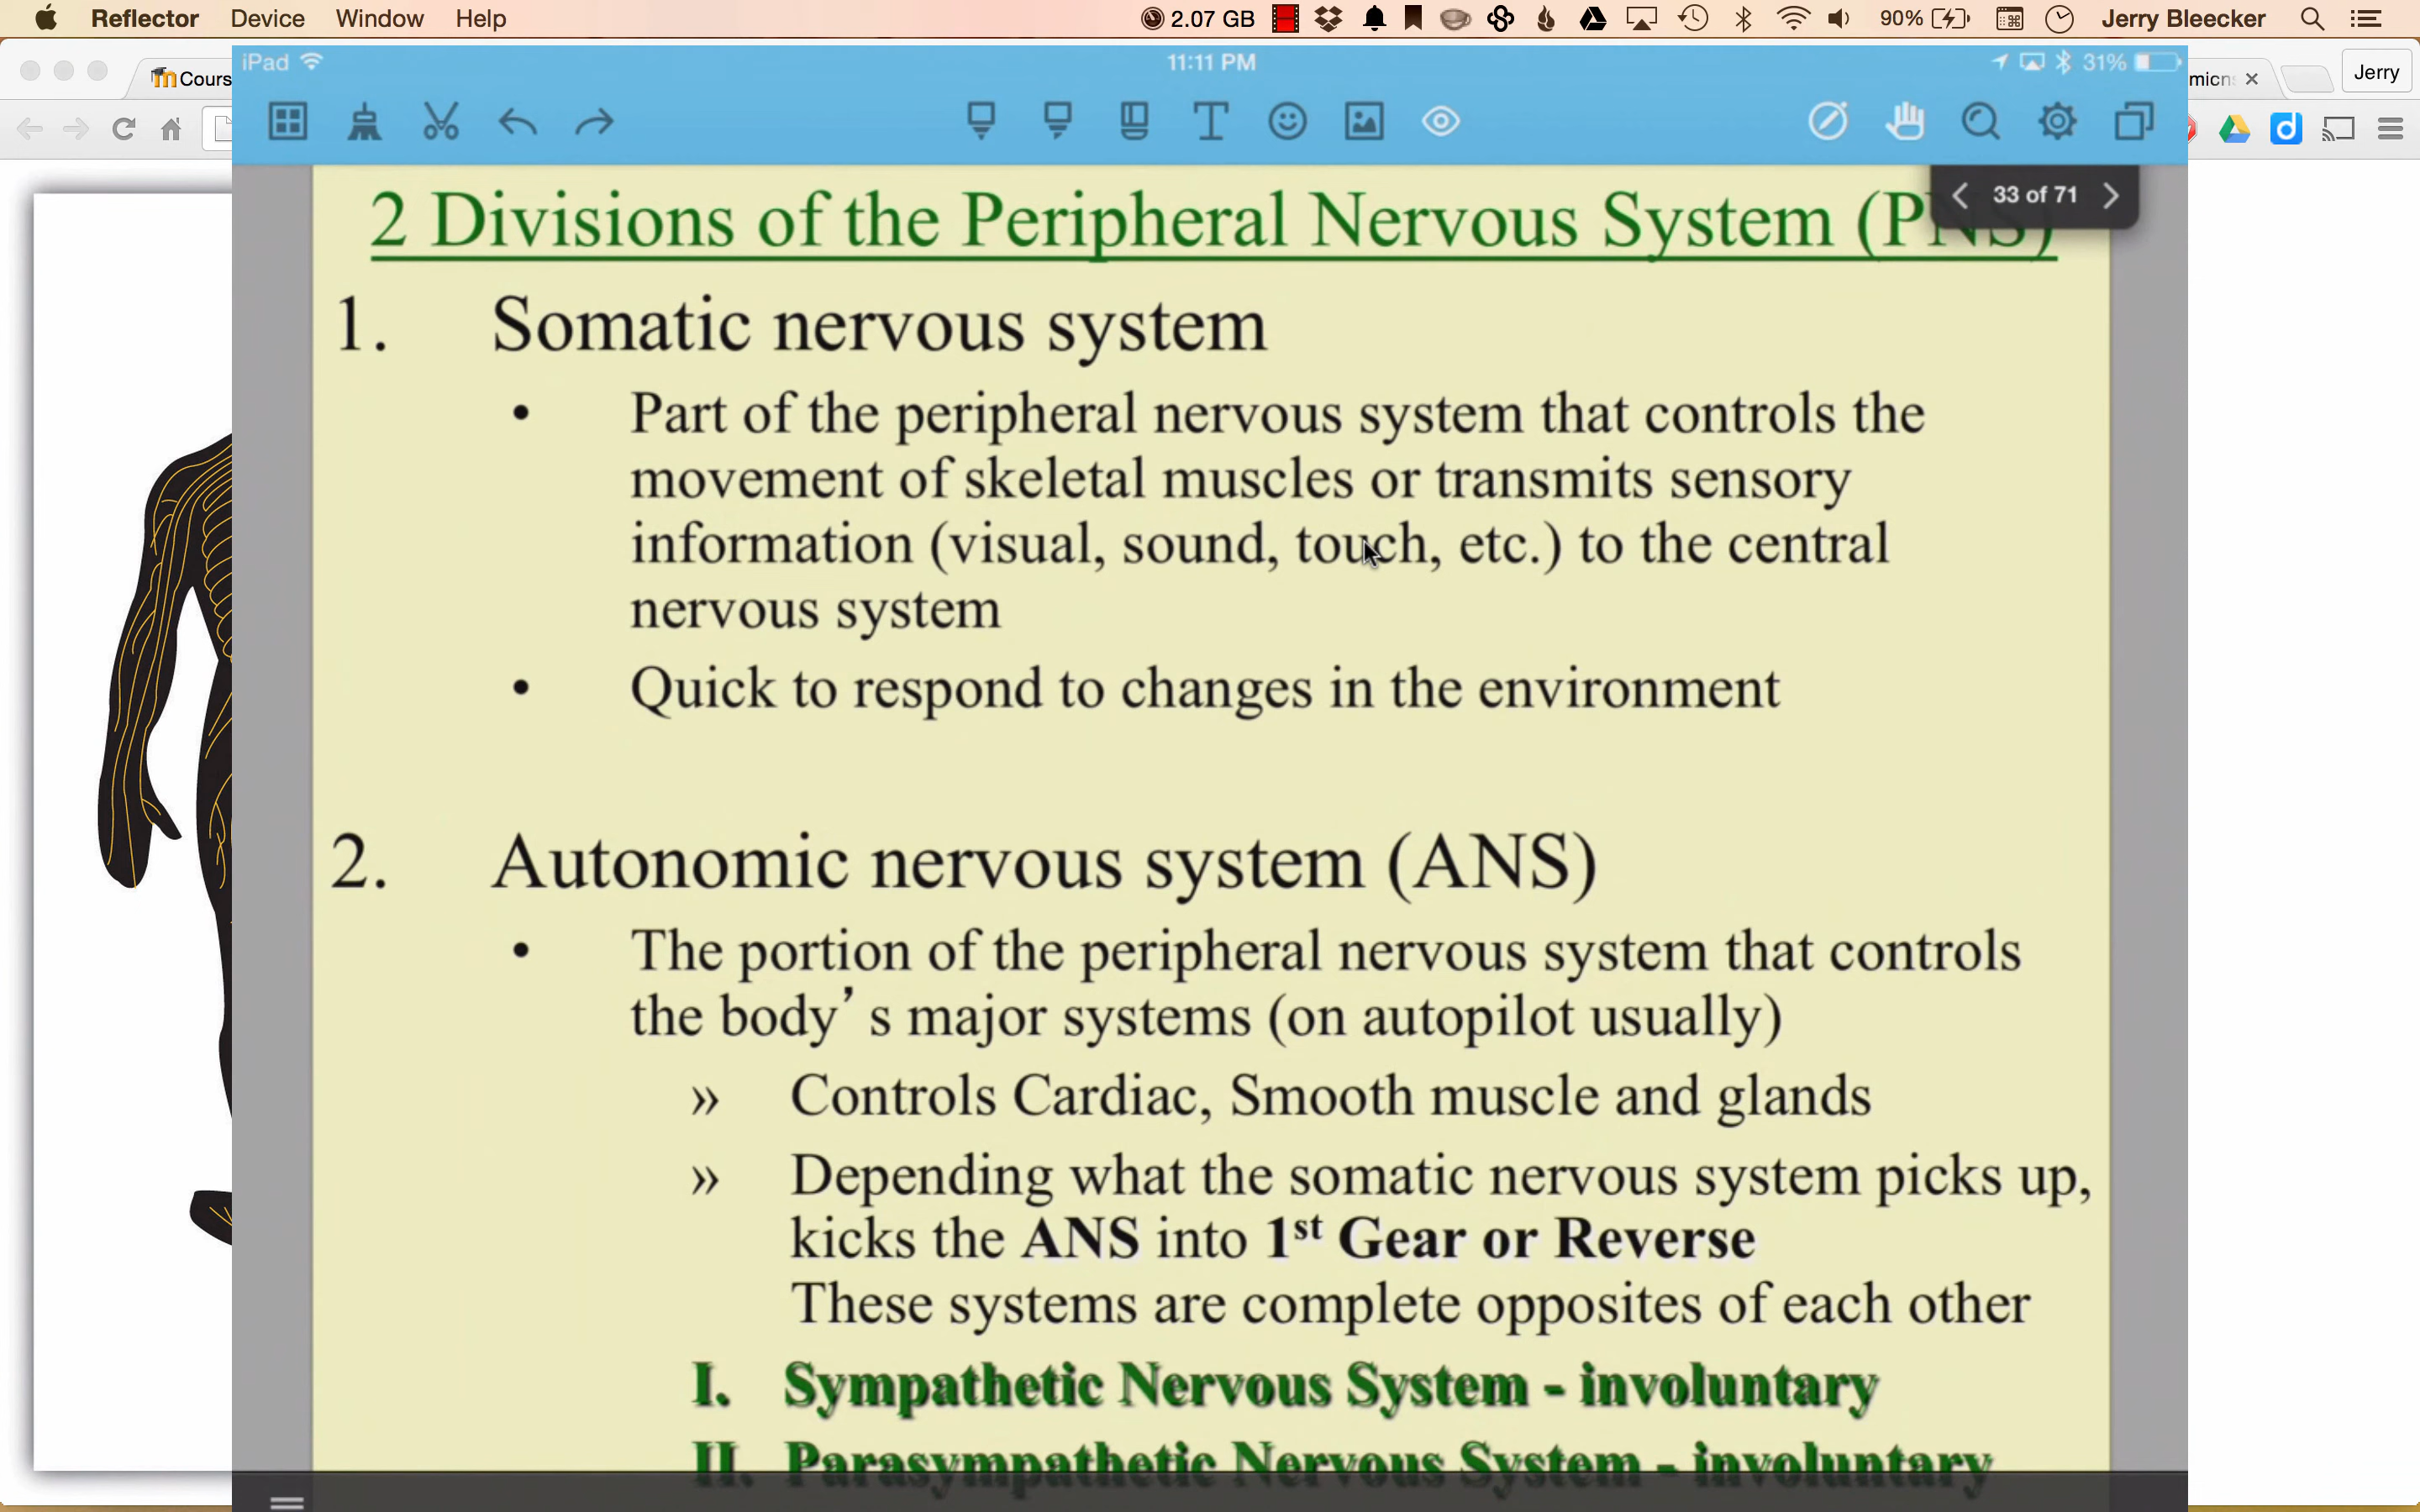 Reflector Device Window Help 2.07 GB 90% Jerry Bleecker
Cours
Jerry
iPad 11:11 PM 31%
33 of 71
2 Divisions of the Peripheral Nervous System (PNS)
1. Somatic nervous system
• Part of the peripheral nervous system that controls the
movement of skeletal muscles or transmits sensory
information (visual, sound, touch, etc.) to the central
nervous system
• Quick to respond to changes in the environment
2. Autonomic nervous system (ANS)
• The portion of the peripheral nervous system that controls
the body’s major systems (on autopilot usually)
» Controls Cardiac, Smooth muscle and glands
» Depending what the somatic nervous system picks up,
kicks the ANS into 1st Gear or Reverse
These systems are complete opposites of each other
I. Sympathetic Nervous System - involuntary
II. Parasympathetic Nervous System - involuntary